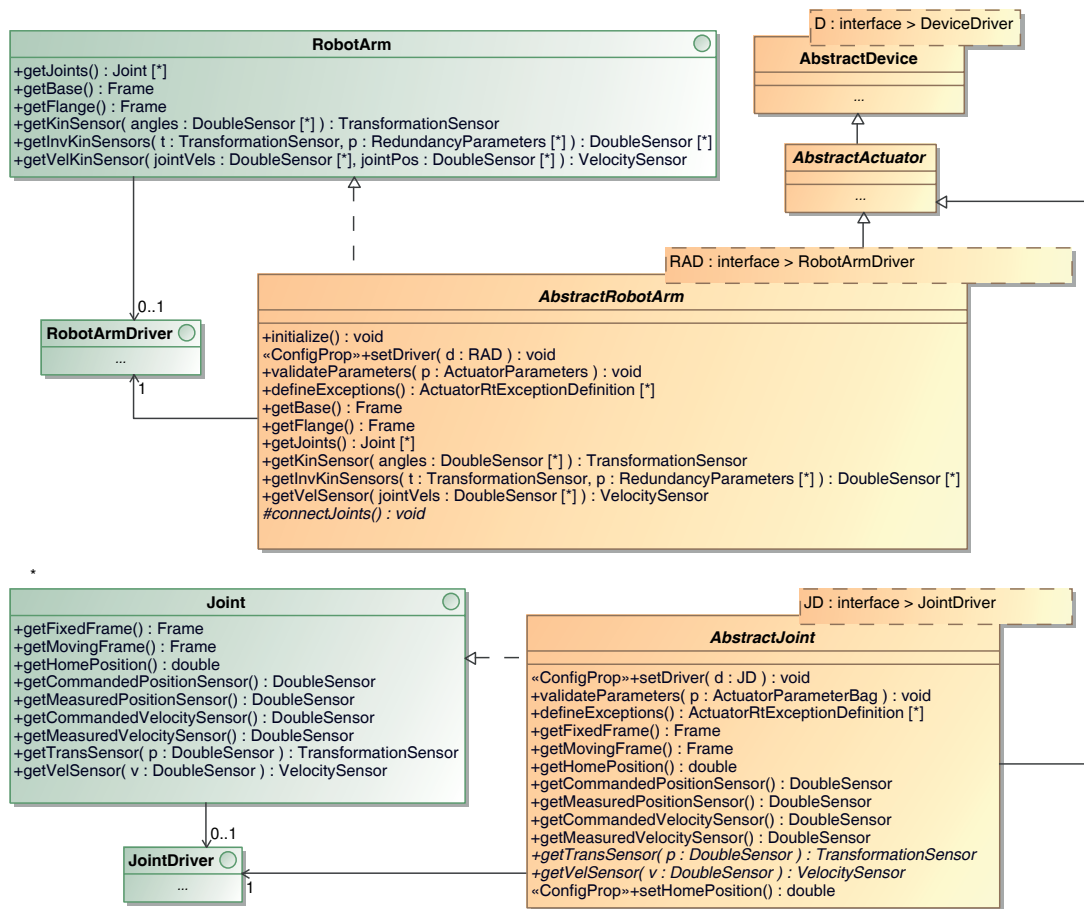 RobotArm
+getJoints() : Joint [*]
+getBase() : Frame
+getFlange() : Frame
+getKinSensor( angles : DoubleSensor [*] ) : TransformationSensor
+getInvKinSensors( t : TransformationSensor, p : RedundancyParameters [*] ) : DoubleSensor [*]
+getVelKinSensor( jointVels : DoubleSensor [*], jointPos : DoubleSensor [*] ) : VelocitySensor
D : interface > DeviceDriver
AbstractDevice
...
AbstractActuator
...
RAD : interface > RobotArmDriver
AbstractRobotArm
+initialize() : void
«ConfigProp»+setDriver( d : RAD ) : void
+validateParameters( p : ActuatorParameters ) : void
+defineExceptions() : ActuatorRtExceptionDefinition [*]
+getBase() : Frame
+getFlange() : Frame
+getJoints() : Joint [*]
+getKinSensor( angles : DoubleSensor [*] ) : TransformationSensor
+getInvKinSensors( t : TransformationSensor, p : RedundancyParameters [*] ) : DoubleSensor [*]
+getVelSensor( jointVels : DoubleSensor [*] ) : VelocitySensor
#connectJoints() : void
0..1
RobotArmDriver
...
1
*
Joint
+getFixedFrame() : Frame
+getMovingFrame() : Frame
+getHomePosition() : double
+getCommandedPositionSensor() : DoubleSensor
+getMeasuredPositionSensor() : DoubleSensor
+getCommandedVelocitySensor() : DoubleSensor
+getMeasuredVelocitySensor() : DoubleSensor
+getTransSensor( p : DoubleSensor ) : TransformationSensor
+getVelSensor( v : DoubleSensor ) : VelocitySensor
0..1
JointDriver
...
1
JD : interface > JointDriver
AbstractJoint
«ConfigProp»+setDriver( d : JD ) : void
+validateParameters( p : ActuatorParameterBag ) : void
+defineExceptions() : ActuatorRtExceptionDefinition [*]
+getFixedFrame() : Frame
+getMovingFrame() : Frame
+getHomePosition() : double
+getCommandedPositionSensor() : DoubleSensor
+getMeasuredPositionSensor() : DoubleSensor
+getCommandedVelocitySensor() : DoubleSensor
+getMeasuredVelocitySensor() : DoubleSensor
+getTransSensor( p : DoubleSensor ) : TransformationSensor
+getVelSensor( v : DoubleSensor ) : VelocitySensor
«ConfigProp»+setHomePosition() : double